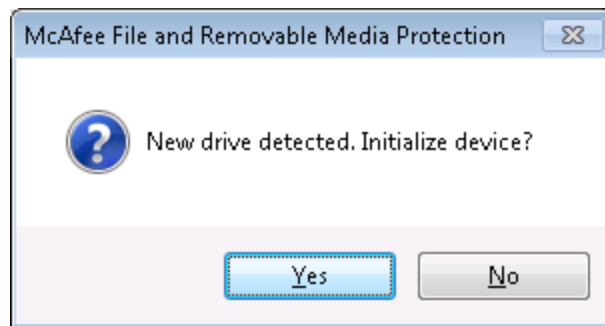 McAfee File and Removable Media Protection
New drive detected. Initialize device?
Yes
No